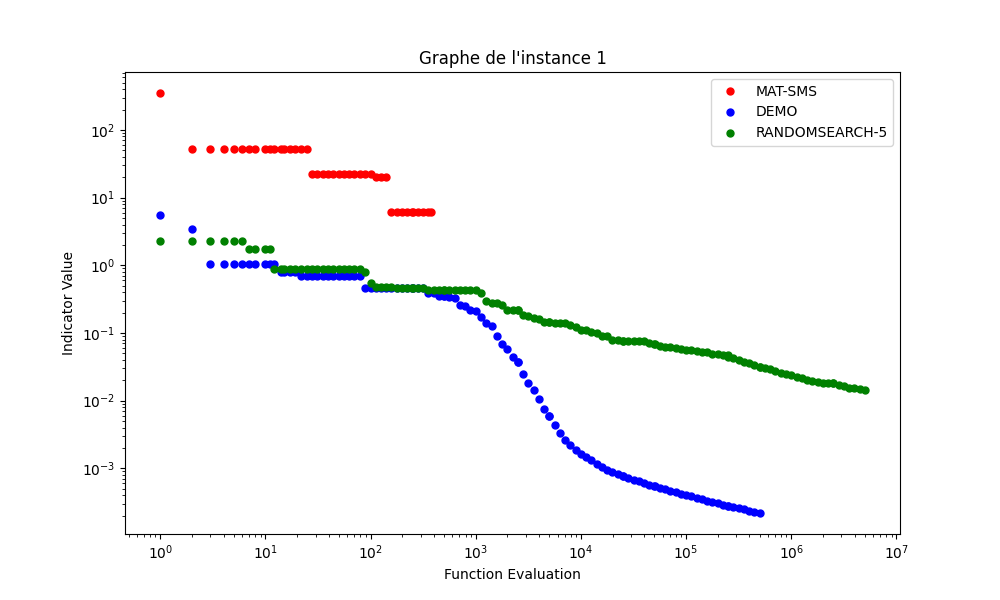 Graphe de l'instance 1
MAT-SMS
DEMO
RANDOMSEARCH-5
Indicator Value
10²
10¹
10⁰
10⁻¹
10⁻²
10⁻³
10⁰ 10¹ 10² 10³ 10⁴ 10⁵ 10⁶ 10⁷
Function Evaluation